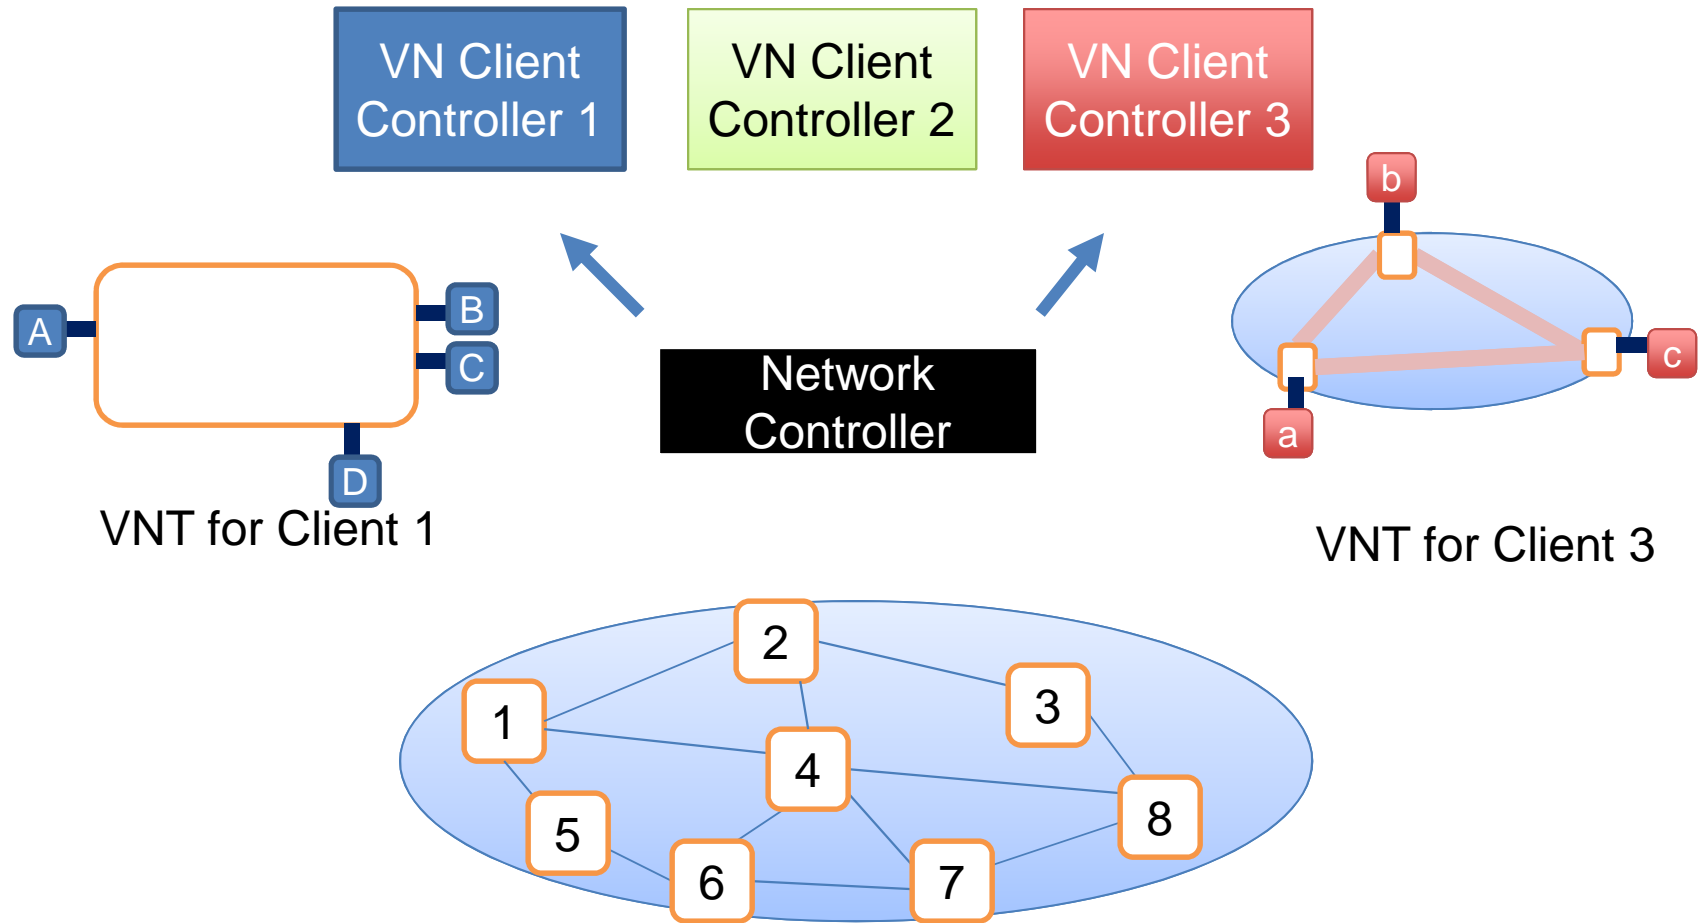 VN Client
Controller 1
VN Client
Controller 2
VN Client
Controller 3
b
A
B
C
D
VNT for Client 1
Network
Controller
c
a
VNT for Client 3
2
1
3
4
5
8
6
7